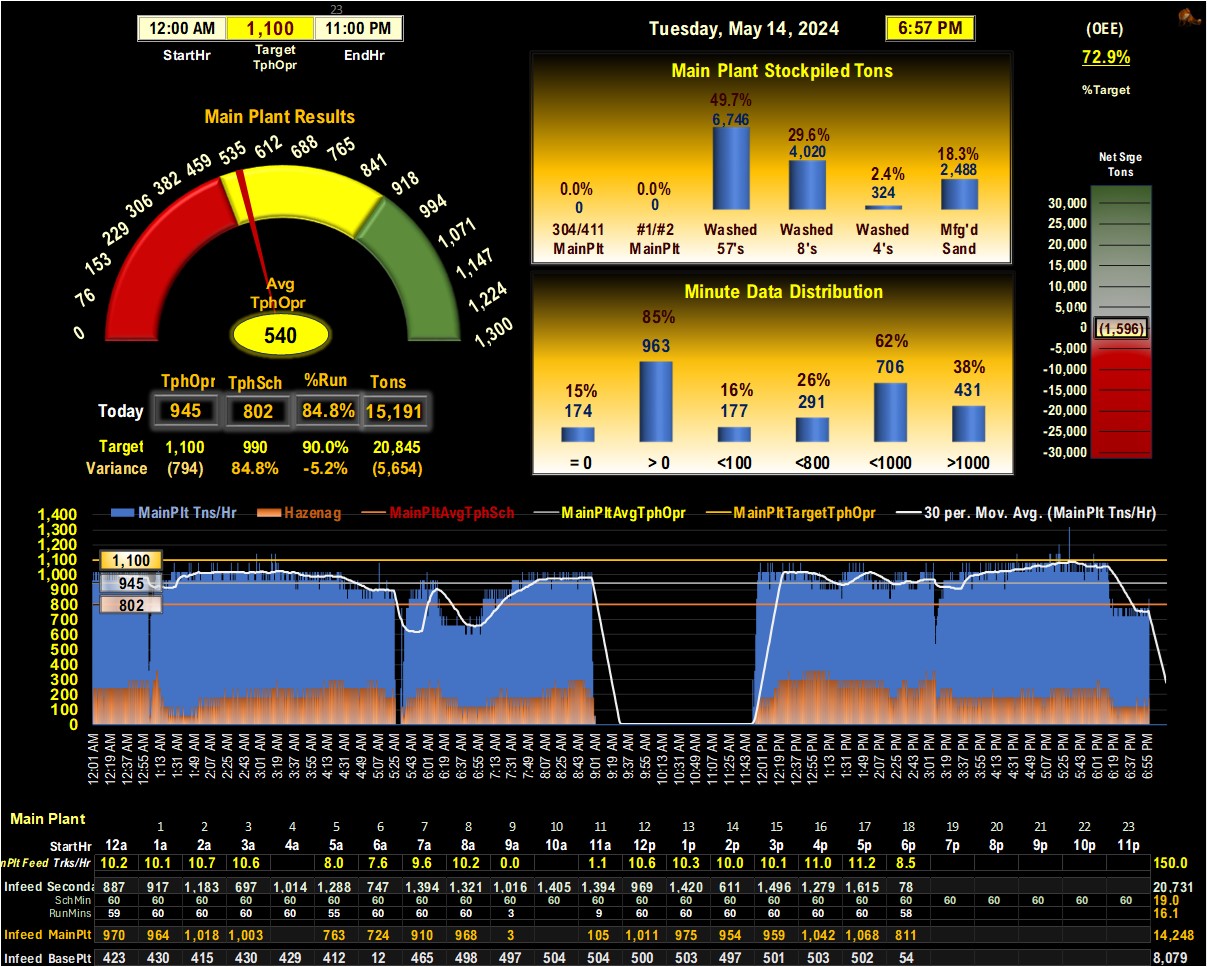 23
12:00 AM 1,100 11:00 PM
StartHr Target TphOpr EndHr
Tuesday, May 14, 2024 6:57 PM
(OEE)
72.9%
%Target
Main Plant Results
0 76 153 229 306 382 459 535 612 688 765 841 918 994 1,071 1,147 1,224 1,300
Avg
TphOpr
540
TphOpr TphSch %Run Tons
Today 945 802 84.8% 15,191
Target 1,100 990 90.0% 20,845
Variance (794) 84.8% -5.2% (5,654)
Main Plant Stockpiled Tons
0.0% 0.0% 49.7% 29.6% 2.4% 18.3%
0 0 6,746 4,020 324 2,488
304/411 #1/#2 Washed Washed Washed Mfg'd
MainPlt MainPlt 57's 8's 4's Sand
Minute Data Distribution
15% 85% 16% 26% 62% 38%
174 963 177 291 706 431
= 0 > 0 <100 <800 <1000 >1000
Net Srge
Tons
30,000
25,000
20,000
15,000
10,000
5,000
0
(1,596)
-5,000
-10,000
-15,000
-20,000
-25,000
-30,000
MainPlt Tns/Hr Hazenag MainPltAvgTphSch MainPltAvgTphOpr MainPltTargetTphOpr 30 per. Mov. Avg. (MainPlt Tns/Hr)
1,400
1,300
1,200
1,100
1,000
900
800
700
600
500
400
300
200
100
0
1,100
945
802
12:01 AM 12:19 AM 12:37 AM 12:55 AM 1:13 AM 1:31 AM 1:49 AM 2:07 AM 2:25 AM 2:43 AM 3:01 AM 3:19 AM 3:37 AM 3:55 AM 4:13 AM 4:31 AM 4:49 AM 5:07 AM 5:25 AM 5:43 AM 6:01 AM 6:19 AM 6:37 AM 6:55 AM 7:13 AM 7:31 AM 7:49 AM 8:07 AM 8:25 AM 8:43 AM 9:01 AM 9:19 AM 9:37 AM 9:55 AM 10:13 AM 10:31 AM 10:49 AM 11:07 AM 11:25 AM 11:43 AM 12:01 PM 12:19 PM 12:37 PM 12:55 PM 1:13 PM 1:31 PM 1:49 PM 2:07 PM 2:25 PM 2:43 PM 3:01 PM 3:19 PM 3:37 PM 3:55 PM 4:13 PM 4:31 PM 4:49 PM 5:07 PM 5:25 PM 5:43 PM 6:01 PM 6:19 PM 6:37 PM 6:55 PM
Main Plant
1 2 3 4 5 6 7 8 9 10 11 12 13 14 15 16 17 18 19 20 21 22 23
StartHr 12a 1a 2a 3a 4a 5a 6a 7a 8a 9a 10a 11a 12p 1p 2p 3p 4p 5p 6p 7p 8p 9p 10p 11p
nPlt Feed Trks/Hr 10.2 10.1 10.7 10.6 8.0 7.6 9.6 10.2 0.0 1.1 10.6 10.3 10.0 10.1 11.0 11.2 8.5 150.0
Infeed Seconda 887 917 1,183 697 1,014 1,288 747 1,394 1,321 1,016 1,405 1,394 969 1,420 611 1,496 1,279 1,615 78 20,731
SchMin 60 60 60 60 60 60 60 60 60 60 60 60 60 60 60 60 60 60 60 60 60 60 60 60 19.0
RunMins 59 60 60 60 55 60 60 60 3 9 60 60 60 60 60 60 58 16.1
Infeed MainPlt 970 964 1,018 1,003 763 724 910 968 3 105 1,011 975 954 959 1,042 1,068 811 14,248
Infeed BasePlt 423 430 415 430 429 412 12 465 498 497 504 504 500 503 497 501 503 502 54 8,079